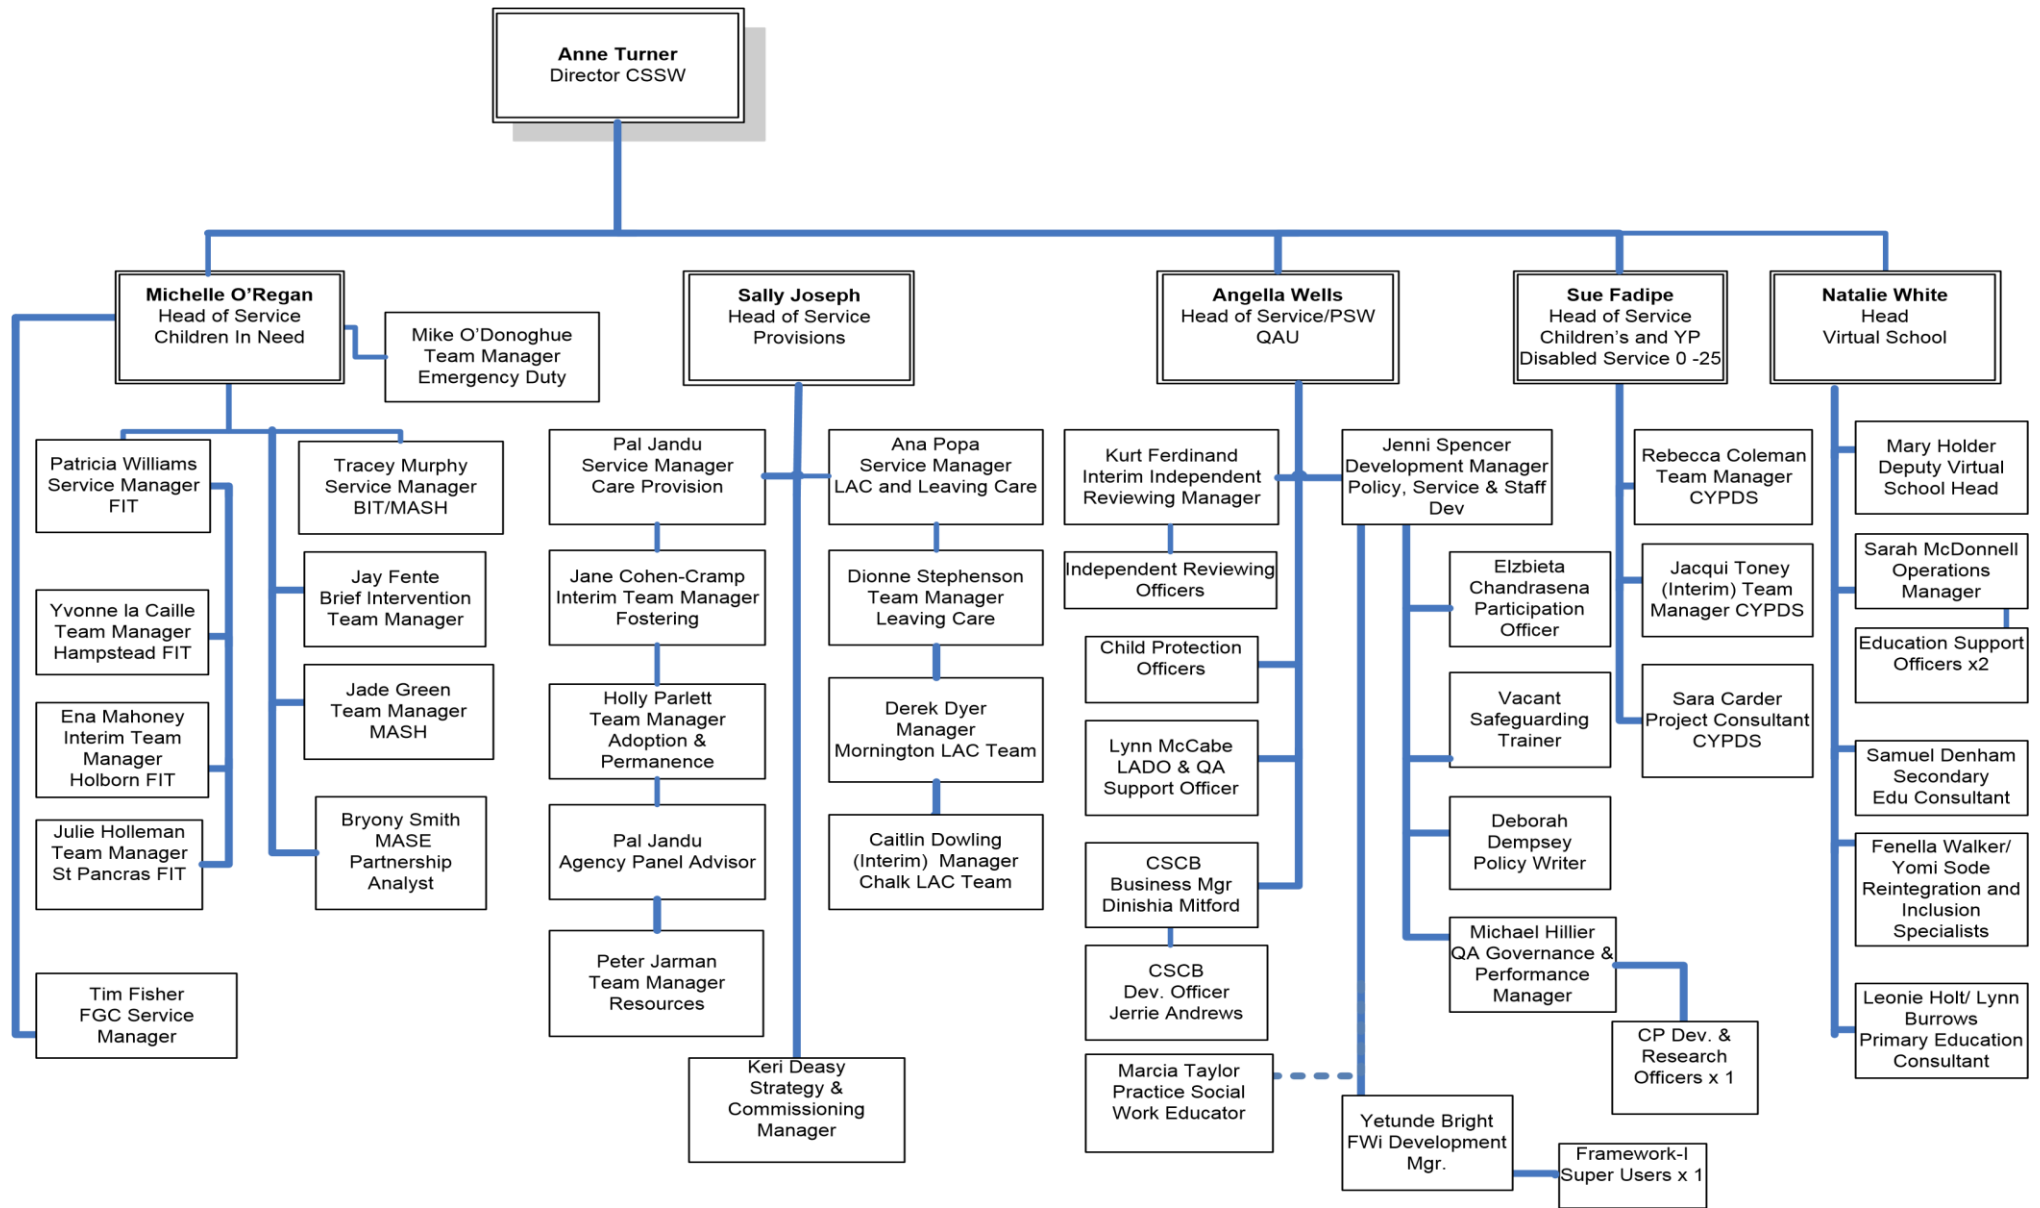 Anne Turner
Director CSSW
Michelle O’Regan
Head of Service
Children In Need
Mike O’Donoghue
Team Manager
Emergency Duty
Sally Joseph
Head of Service
Provisions
Angella Wells
Head of Service/PSW
QAU
Sue Fadipe
Head of Service
Children’s and YP
Disabled Service 0 -25
Natalie White
Head
Virtual School
Patricia Williams
Service Manager
FIT
Tracey Murphy
Service Manager
BIT/MASH
Yvonne la Caille
Team Manager
Hampstead FIT
Jay Fente
Brief Intervention
Team Manager
Ena Mahoney
Interim Team
Manager
Holborn FIT
Jade Green
Team Manager
MASH
Julie Holleman
Team Manager
St Pancras FIT
Bryony Smith
MASE
Partnership
Analyst
Tim Fisher
FGC Service
Manager
Pal Jandu
Service Manager
Care Provision
Ana Popa
Service Manager
LAC and Leaving Care
Jane Cohen-Cramp
Interim Team Manager
Fostering
Dionne Stephenson
Team Manager
Leaving Care
Holly Parlett
Team Manager
Adoption &
Permanence
Derek Dyer
Manager
Mornington LAC Team
Pal Jandu
Agency Panel Advisor
Caitlin Dowling
(Interim)  Manager
Chalk LAC Team
Peter Jarman
Team Manager
Resources
Keri Deasy
Strategy &
Commissioning
Manager
Kurt Ferdinand
Interim Independent
Reviewing Manager
Jenni Spencer
Development Manager
Policy, Service & Staff
Dev
Independent Reviewing
Officers
Child Protection
Officers
Lynn McCabe
LADO & QA
Support Officer
CSCB
Business Mgr
Dinishia Mitford
CSCB
Dev. Officer
Jerrie Andrews
Marcia Taylor
Practice Social
Work Educator
Elzbieta
Chandrasena
Participation
Officer
Vacant
Safeguarding
Trainer
Deborah
Dempsey
Policy Writer
Michael Hillier
QA Governance &
Performance
Manager
CP Dev. &
Research
Officers x 1
Yetunde Bright
FWi Development
Mgr.
Framework-I
Super Users x 1
Rebecca Coleman
Team Manager
CYPDS
Jacqui Toney
(Interim) Team
Manager CYPDS
Sara Carder
Project Consultant
CYPDS
Mary Holder
Deputy Virtual
School Head
Sarah McDonnell
Operations
Manager
Education Support
Officers x2
Samuel Denham
Secondary
Edu Consultant
Fenella Walker/
Yomi Sode
Reintegration and
Inclusion
Specialists
Leonie Holt/ Lynn
Burrows
Primary Education
Consultant